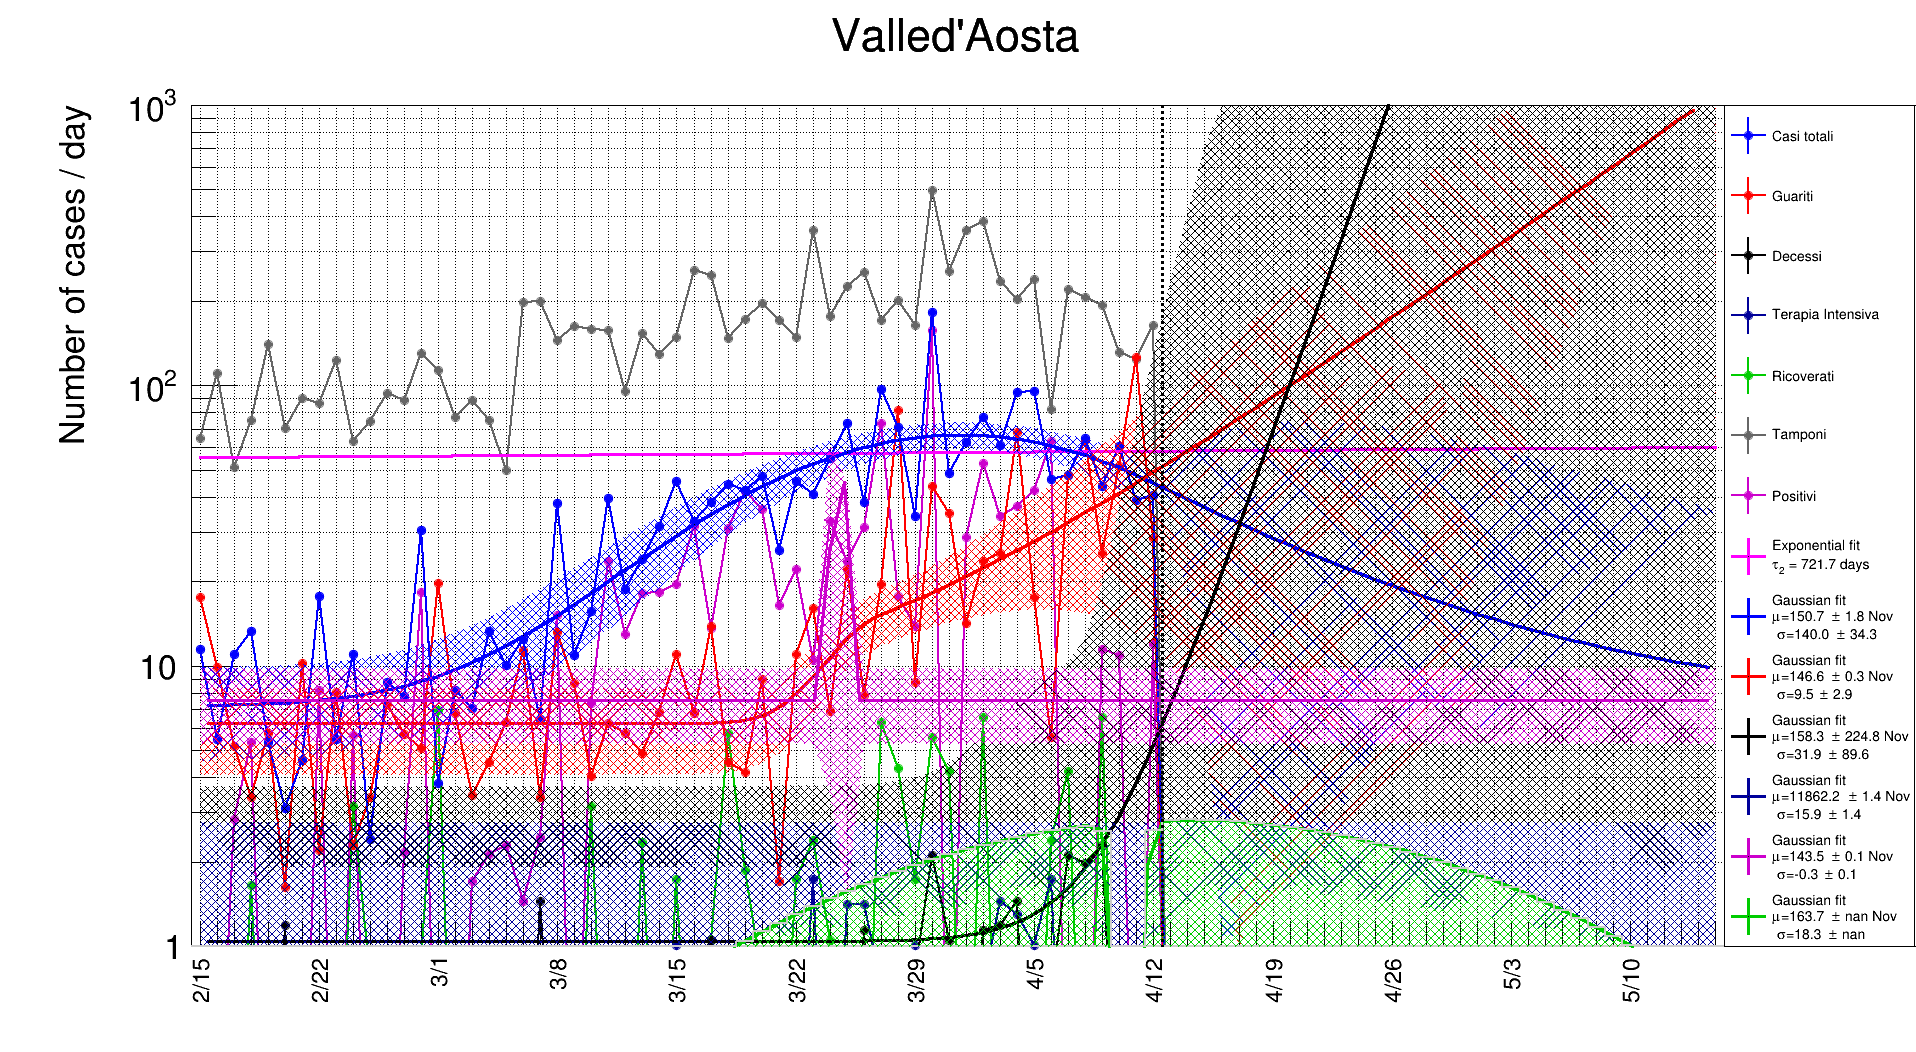 Valled'Aosta
Number of cases / day
10³
10²
10
1
2/15
2/22
3/1
3/8
3/15
3/22
3/29
4/5
4/12
4/19
4/26
5/3
5/10
Casi totali
Guariti
Decessi
Terapia Intensiva
Ricoverati
Tamponi
Positivi
Exponential fit
τ₂ = 721.7 days
Gaussian fit
μ=150.7 ± 1.8 Nov
σ=140.0 ± 34.3
Gaussian fit
μ=146.6 ± 0.3 Nov
σ=9.5 ± 2.9
Gaussian fit
μ=158.3 ± 224.8 Nov
σ=31.9 ± 89.6
Gaussian fit
μ=11862.2 ± 1.4 Nov
σ=15.9 ± 1.4
Gaussian fit
μ=143.5 ± 0.1 Nov
σ=-0.3 ± 0.1
Gaussian fit
μ=163.7 ± nan Nov
σ=18.3 ± nan